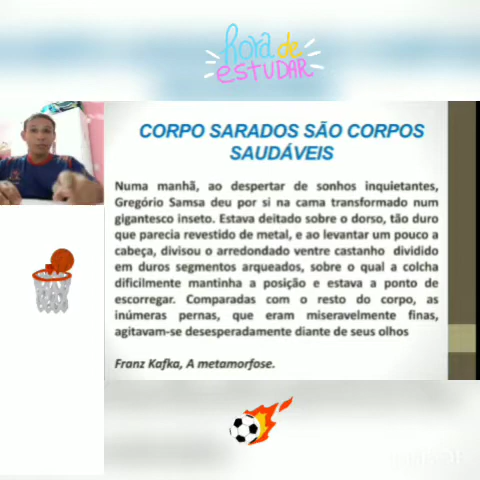 hora de
ESTUDAR
CORPO SARADOS SÃO CORPOS
SAUDÁVEIS
Numa manhã, ao despertar de sonhos inquietantes,
Gregório Samsa deu por si na cama transformado num
gigantesco inseto. Estava deitado sobre o dorso, tão duro
que parecia revestido de metal, e ao levantar um pouco a
cabeça, divisou o arredondado ventre castanho dividido
em duros segmentos arqueados, sobre o qual a colcha
dificilmente mantinha a posição e estava a ponto de
escorregar. Comparadas com o resto do corpo, as
inúmeras pernas, que eram miseravelmente finas,
agitavam-se desesperadamente diante de seus olhos
Franz Kafka, A metamorfose.